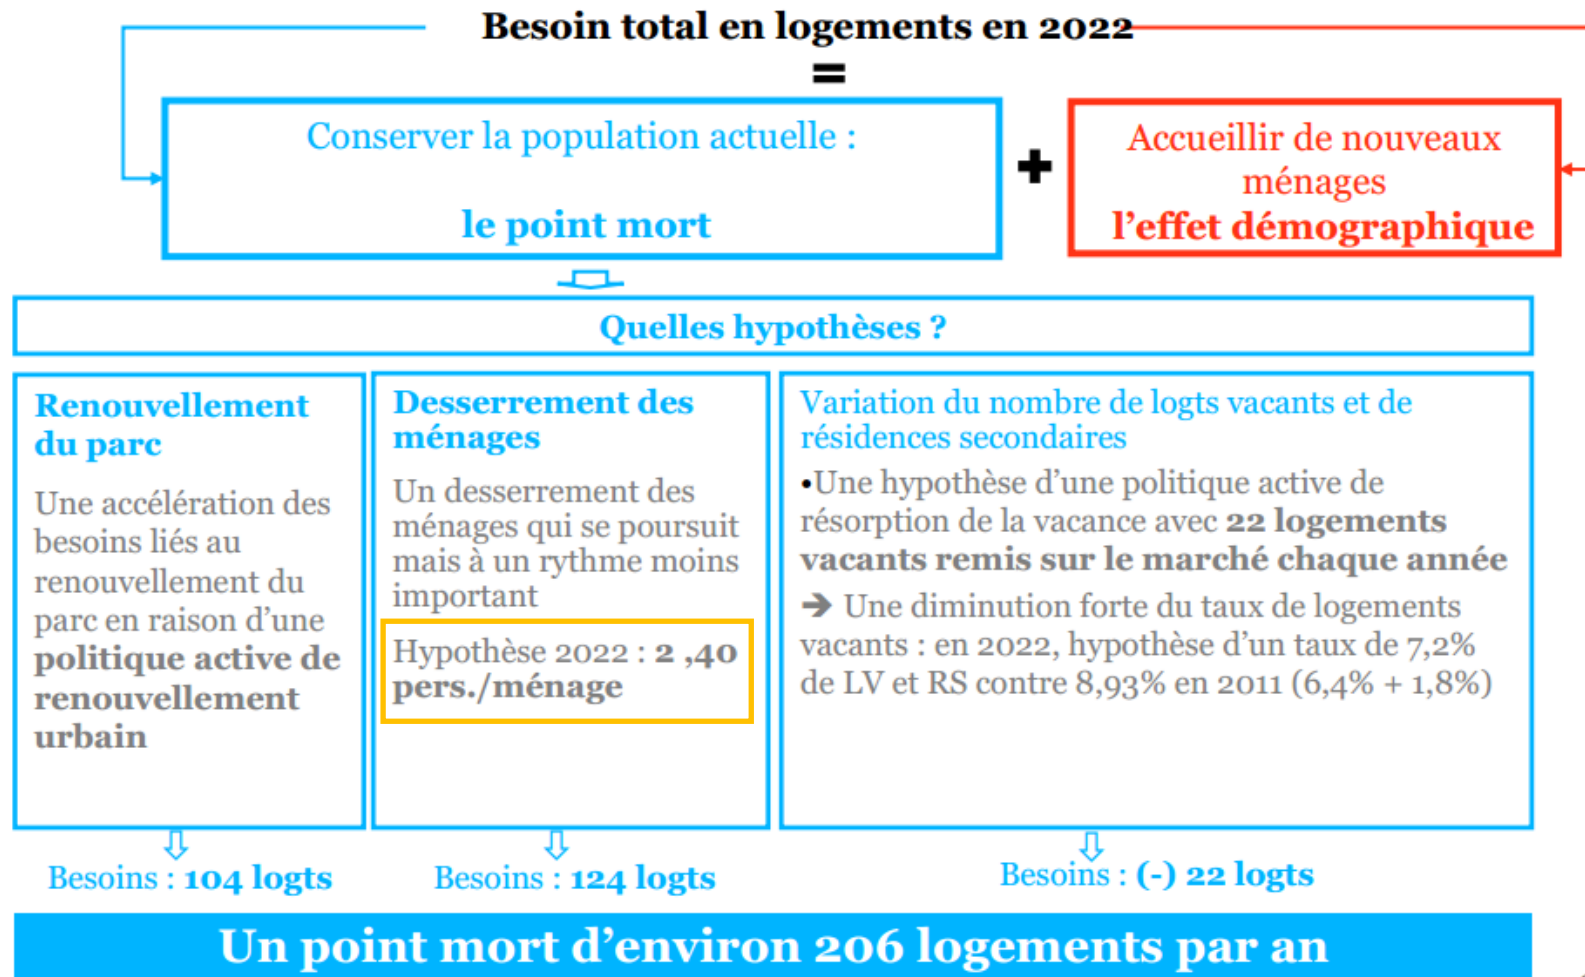 Besoin total en logements en 2022
=
Conserver la population actuelle :
le point mort
+
Accueillir de nouveaux
ménages
l’effet démographique
Quelles hypothèses ?
Renouvellement
du parc
Une accélération des
besoins liés au
renouvellement du
parc en raison d’une
politique active de
renouvellement
urbain
Desserrement des
ménages
Un desserrement des
ménages qui se poursuit
mais à un rythme moins
important
Hypothèse 2022 : 2 ,40
pers./ménage
Variation du nombre de logts vacants et de
résidences secondaires
•Une hypothèse d’une politique active de
résorption de la vacance avec 22 logements
vacants remis sur le marché chaque année
➔ Une diminution forte du taux de logements
vacants : en 2022, hypothèse d’un taux de 7,2%
de LV et RS contre 8,93% en 2011 (6,4% + 1,8%)
Besoins : 104 logts
Besoins : 124 logts
Besoins : (-) 22 logts
Un point mort d’environ 206 logements par an